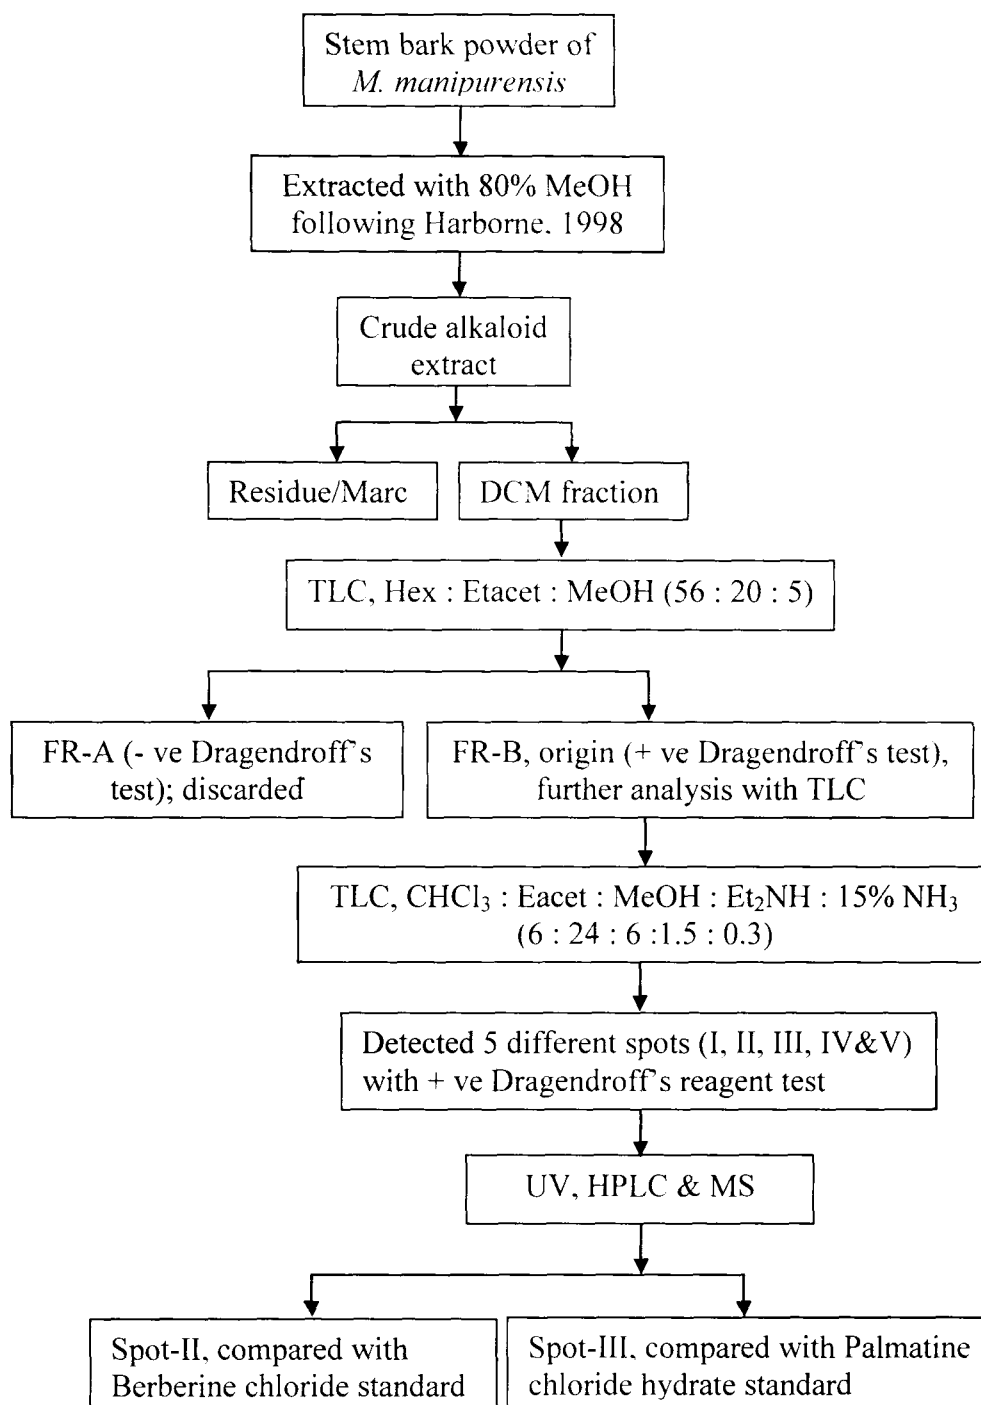 Stem bark powder of
M. manipurensis
Extracted with 80% MeOH
following Harborne. 1998
Crude alkaloid
extract
Residue/Marc
DCM fraction
TLC, Hex : Etacet : MeOH (56 : 20 : 5)
FR-A (- ve Dragendroff's
test); discarded
FR-B, origin (+ ve Dragendroff's test),
further analysis with TLC
TLC, CHCl₃ : Eacet : MeOH : Et₂NH : 15% NH₃
(6 : 24 : 6 :1.5 : 0.3)
Detected 5 different spots (I, II, III, IV&V)
with + ve Dragendroff's reagent test
UV, HPLC & MS
Spot-II, compared with
Berberine chloride standard
Spot-III, compared with Palmatine
chloride hydrate standard